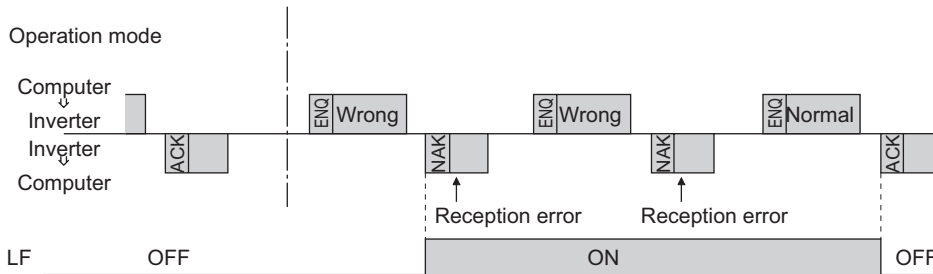 Operation mode
Computer
⇩
Inverter
ENQ Wrong ENQ Wrong ENQ Normal
Inverter
⇩
Computer
ACK NAK NAK ACK
Reception error Reception error
LF OFF ON OFF